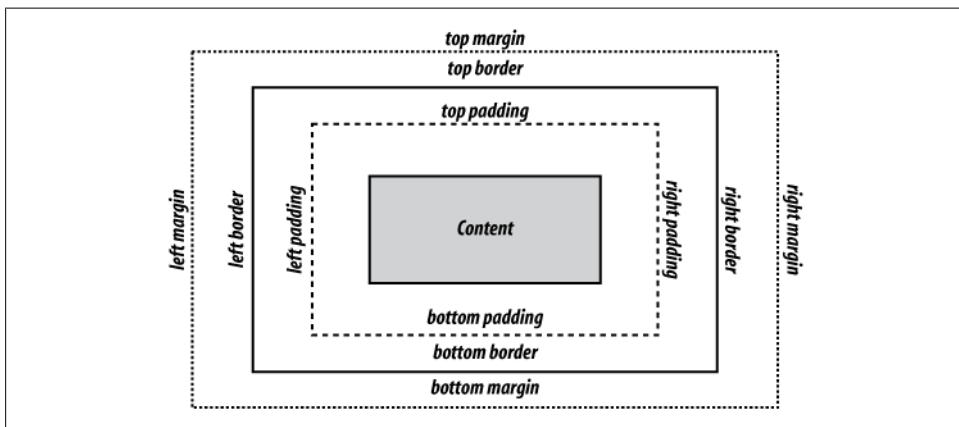 top margin
top border
top padding
left margin
left border
left padding
Content
right padding
right border
right margin
bottom padding
bottom border
bottom margin